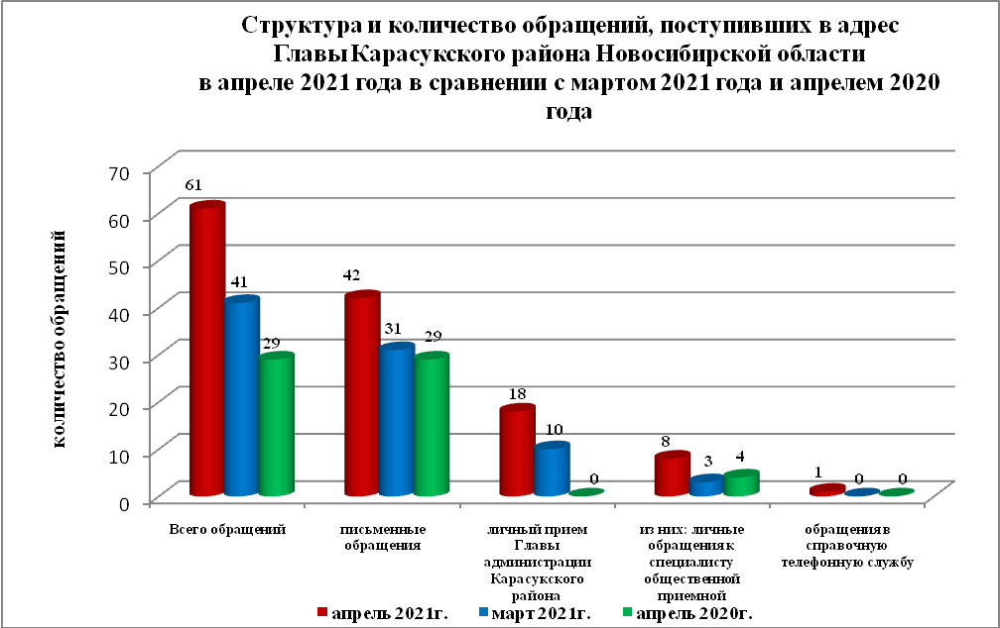 Структура и количество обращений, поступивших в адрес
Главы Карасукского района Новосибирской области
в апреле 2021 года в сравнении с мартом 2021 года и апрелем 2020
года
количество обращений
70
60
50
40
30
20
10
0
61
41
29
42
31
29
18
10
0
8
3
4
1
0
0
Всего обращений
письменные
обращения
личный прием
Главы
администрации
Карасукского
района
из них: личные
обращения к
специалисту
общественной
приемной
обращения в
справочную
телефонную службу
апрель 2021г.
март 2021г.
апрель 2020г.